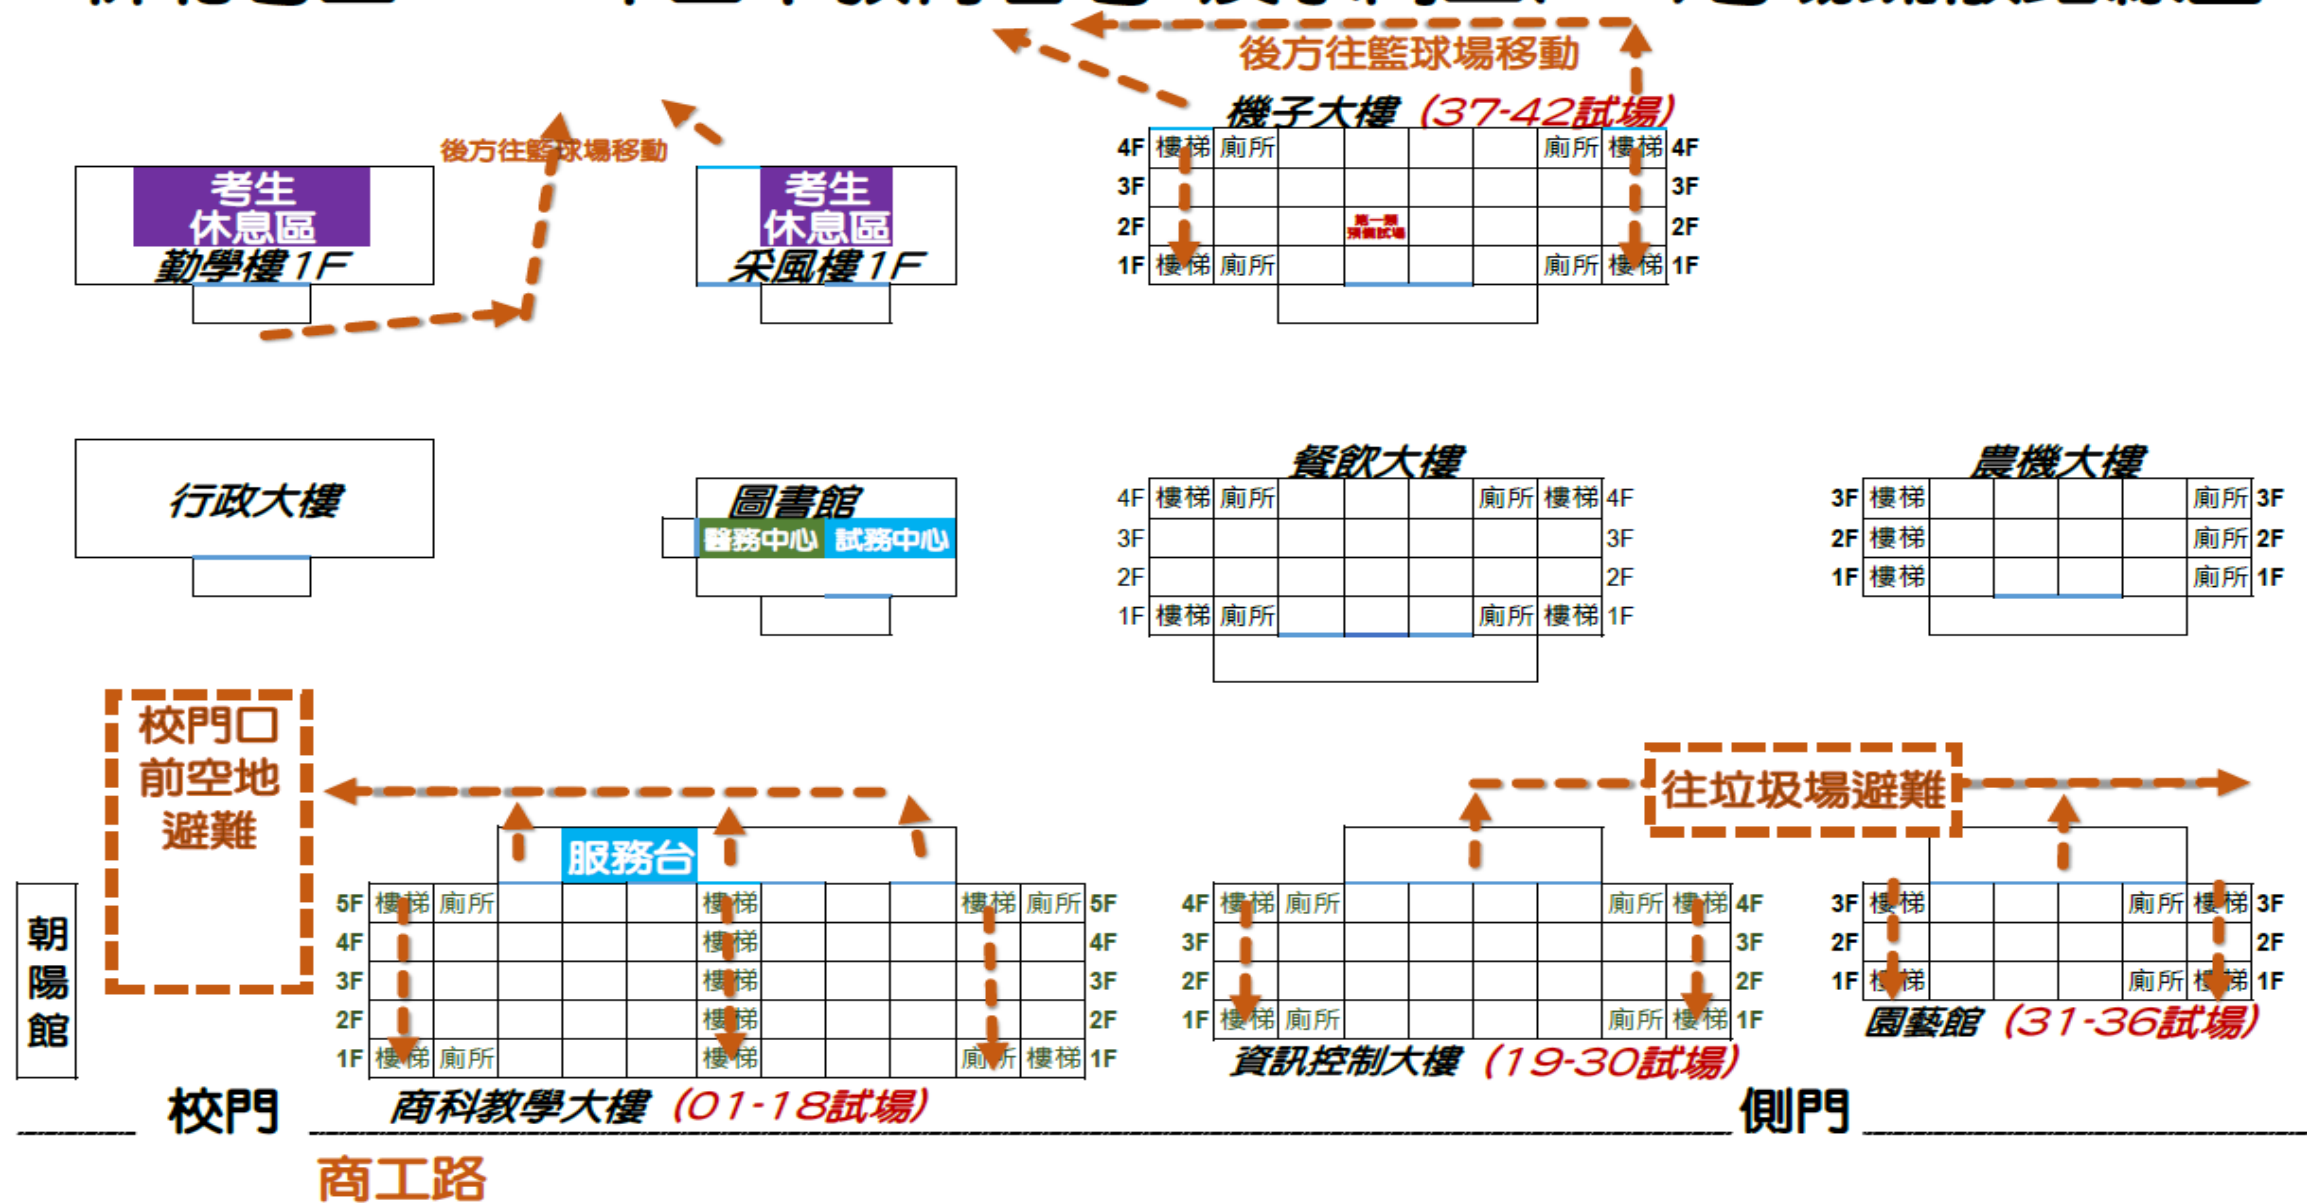 後方往籃球場移動
機子大樓 (37-42試場)
後方往籃球場移動
4F 樓梯 廁所 廁所 樓梯 4F
3F 3F
2F 第一類 預備試場 2F
1F 樓梯 廁所 廁所 樓梯 1F
考生
休息區
勤學樓1F
考生
休息區
采風樓1F
行政大樓
圖書館
醫務中心 試務中心
餐飲大樓
4F 樓梯 廁所 廁所 樓梯 4F
3F 3F
2F 2F
1F 樓梯 廁所 廁所 樓梯 1F
農機大樓
3F 樓梯 廁所 3F
2F 樓梯 廁所 2F
1F 樓梯 廁所 1F
校門口
前空地
避難
往垃圾場避難
服務台
朝陽館
5F 樓梯 廁所 樓梯 樓梯 廁所 5F
4F 樓梯 4F
3F 樓梯 3F
2F 樓梯 2F
1F 樓梯 廁所 樓梯 廁所 樓梯 1F
商科教學大樓 (01-18試場)
4F 樓梯 廁所 廁所 樓梯 4F
3F 3F
2F 2F
1F 樓梯 廁所 廁所 樓梯 1F
資訊控制大樓 (19-30試場)
3F 樓梯 廁所 樓梯 3F
2F 2F
1F 樓梯 廁所 樓梯 1F
園藝館 (31-36試場)
校門
側門
商工路